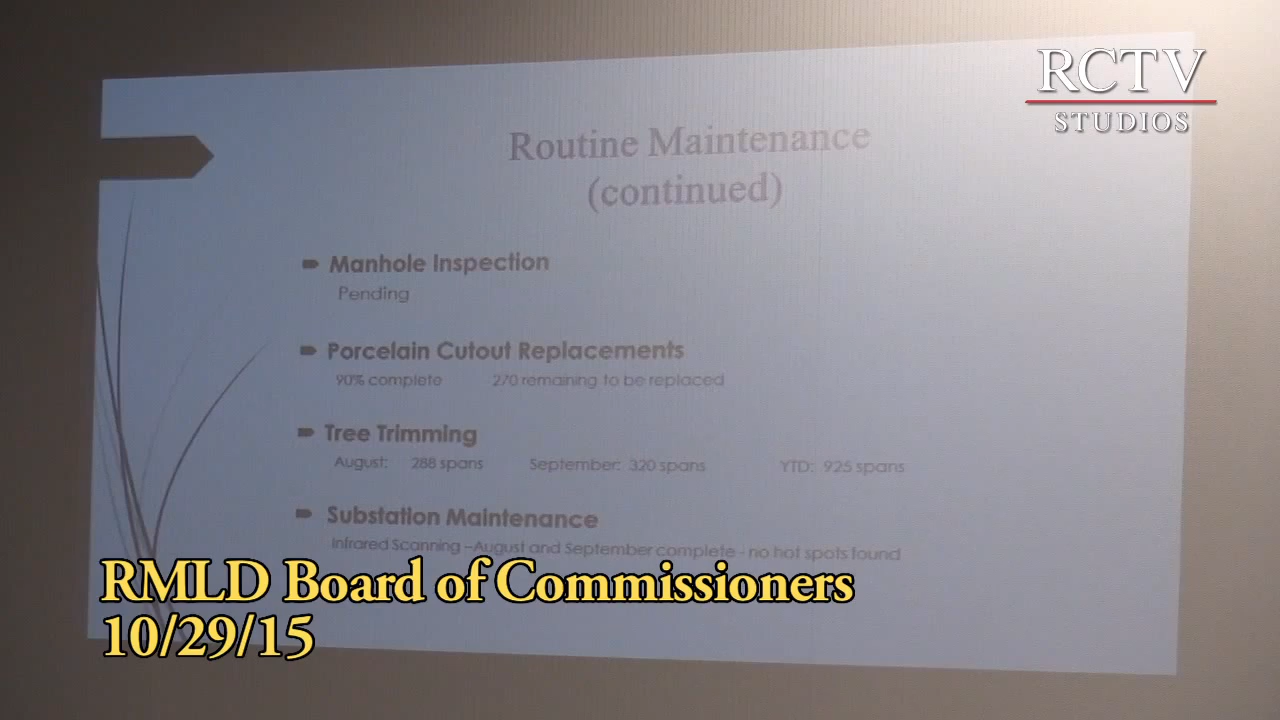 RCTV
STUDIOS
Routine Maintenance
(continued)
Manhole Inspection
Pending
Porcelain Cutout Replacements
90% complete 270 remaining to be replaced
Tree Trimming
August: 288 spans September: 320 spans YTD: 925 spans
Substation Maintenance
Infrared Scanning –August and September complete - no hot spots found
RMLD Board of Commissioners
10/29/15